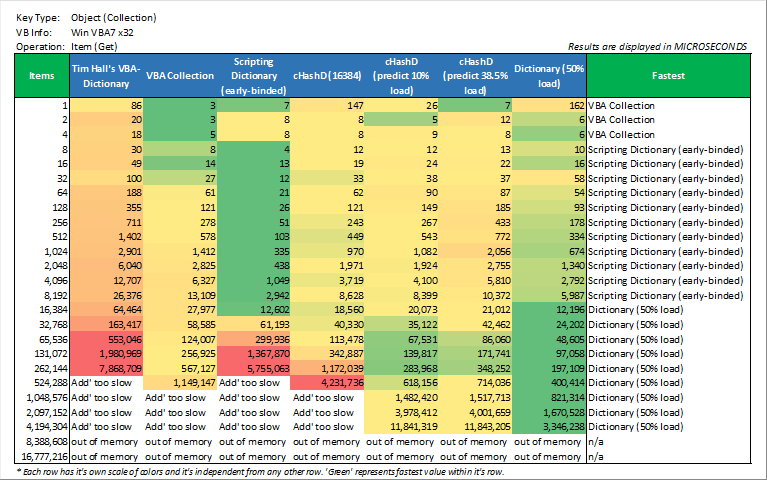 Key Type: Object (Collection)
VB Info: Win VBA7 x32
Operation: Item (Get)
Results are displayed in MICROSECONDS
Items Tim Hall's VBA-Dictionary VBA Collection Scripting Dictionary (early-binded) cHashD (16384) cHashD (predict 10% load) cHashD (predict 38.5% load) Dictionary (50% load) Fastest
1 86 3 7 147 26 7 162 VBA Collection
2 20 3 8 8 5 12 6 VBA Collection
4 18 5 8 8 9 8 6 VBA Collection
8 30 8 4 12 12 13 10 Scripting Dictionary (early-binded)
16 49 14 13 19 24 22 16 Scripting Dictionary (early-binded)
32 100 27 12 33 38 37 58 Scripting Dictionary (early-binded)
64 188 61 21 62 90 87 54 Scripting Dictionary (early-binded)
128 355 121 26 121 149 185 93 Scripting Dictionary (early-binded)
256 711 278 51 243 267 433 178 Scripting Dictionary (early-binded)
512 1,402 578 103 449 543 772 334 Scripting Dictionary (early-binded)
1,024 2,901 1,412 335 970 1,082 2,056 674 Scripting Dictionary (early-binded)
2,048 6,040 2,825 438 1,971 1,924 2,755 1,340 Scripting Dictionary (early-binded)
4,096 12,707 6,327 1,049 3,719 4,100 5,810 2,792 Scripting Dictionary (early-binded)
8,192 26,376 13,109 2,942 8,628 8,399 10,372 5,987 Scripting Dictionary (early-binded)
16,384 64,464 27,977 12,602 18,560 20,073 21,012 12,196 Dictionary (50% load)
32,768 163,417 58,585 61,193 40,330 35,122 42,462 24,202 Dictionary (50% load)
65,536 553,046 124,007 299,936 113,478 67,531 86,060 48,605 Dictionary (50% load)
131,072 1,980,969 256,925 1,367,870 342,887 139,817 171,741 97,058 Dictionary (50% load)
262,144 7,868,709 567,127 5,755,063 1,172,039 283,968 348,252 197,109 Dictionary (50% load)
524,288 Add' too slow 1,149,147 Add' too slow 4,231,736 618,156 714,036 400,414 Dictionary (50% load)
1,048,576 Add' too slow Add' too slow Add' too slow Add' too slow 1,482,420 1,517,713 821,314 Dictionary (50% load)
2,097,152 Add' too slow Add' too slow Add' too slow Add' too slow 3,978,412 4,001,659 1,670,528 Dictionary (50% load)
4,194,304 Add' too slow Add' too slow Add' too slow Add' too slow 11,841,319 11,843,205 3,346,238 Dictionary (50% load)
8,388,608 out of memory out of memory out of memory out of memory out of memory out of memory out of memory n/a
16,777,216 out of memory out of memory out of memory out of memory out of memory out of memory out of memory n/a
* Each row has it's own scale of colors and it's independent from any other row. 'Green' represents fastest value within it's row.